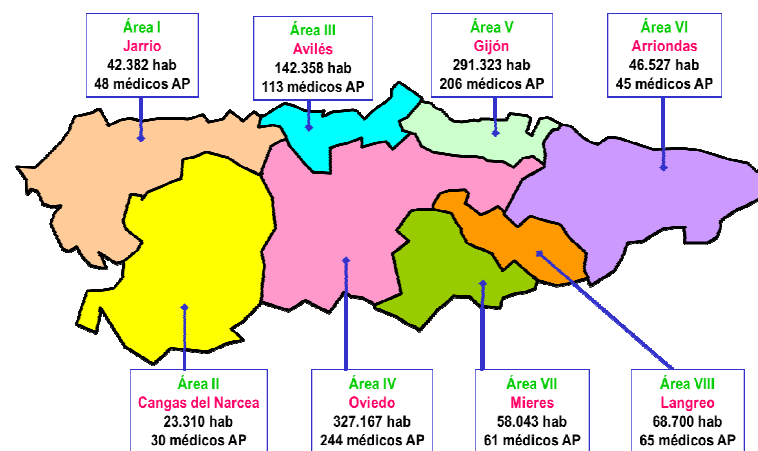 Área I
Jarrio
42.382 hab
48 médicos AP
Área III
Avilés
142.358 hab
113 médicos AP
Área V
Gijón
291.323 hab
206 médicos AP
Área VI
Arriondas
46.527 hab
45 médicos AP
Área II
Cangas del Narcea
23.310 hab
30 médicos AP
Área IV
Oviedo
327.167 hab
244 médicos AP
Área VII
Mieres
58.043 hab
61 médicos AP
Área VIII
Langreo
68.700 hab
65 médicos AP